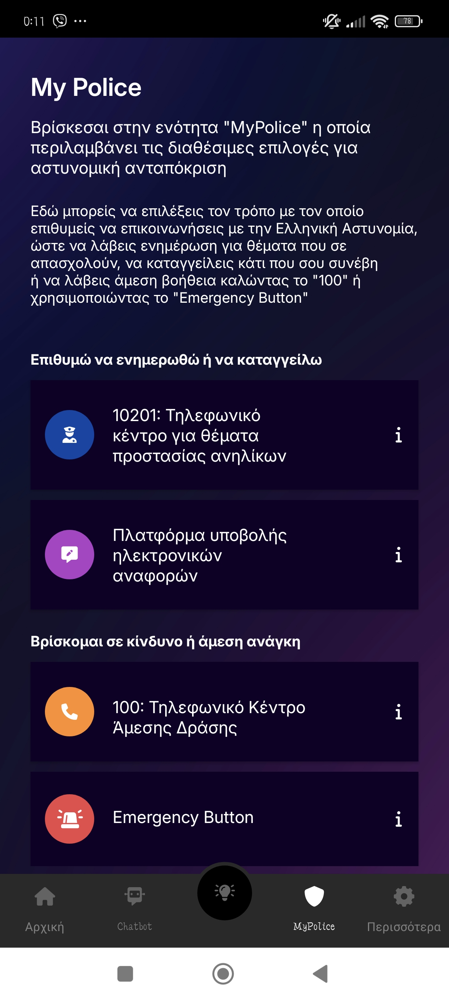 0:11
78
My Police
Βρίσκεσαι στην ενότητα "MyPolice" η οποία
περιλαμβάνει τις διαθέσιμες επιλογές για
αστυνομική ανταπόκριση
Εδώ μπορείς να επιλέξεις τον τρόπο με τον οποίο
επιθυμείς να επικοινωνήσεις με την Ελληνική Αστυνομία,
ώστε να λάβεις ενημέρωση για θέματα που σε
απασχολούν, να καταγγείλεις κάτι που σου συνέβη
ή να λάβεις άμεση βοήθεια καλώντας το "100" ή
χρησιμοποιώντας το "Emergency Button"
Επιθυμώ να ενημερωθώ ή να καταγγείλω
10201: Τηλεφωνικό
κέντρο για θέματα
προστασίας ανηλίκων
Πλατφόρμα υποβολής
ηλεκτρονικών
αναφορών
Βρίσκομαι σε κίνδυνο ή άμεση ανάγκη
100: Τηλεφωνικό Κέντρο
Άμεσης Δράσης
Emergency Button
Αρχική
Chatbot
MyPolice
Περισσότερα